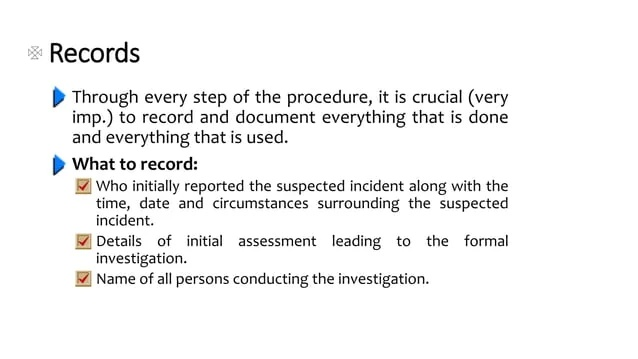 Records
Through every step of the procedure, it is crucial (very
imp.) to record and document everything that is done
and everything that is used.
What to record:
Who initially reported the suspected incident along with the
time, date and circumstances surrounding the suspected
incident.
Details of initial assessment leading to the formal
investigation.
Name of all persons conducting the investigation.